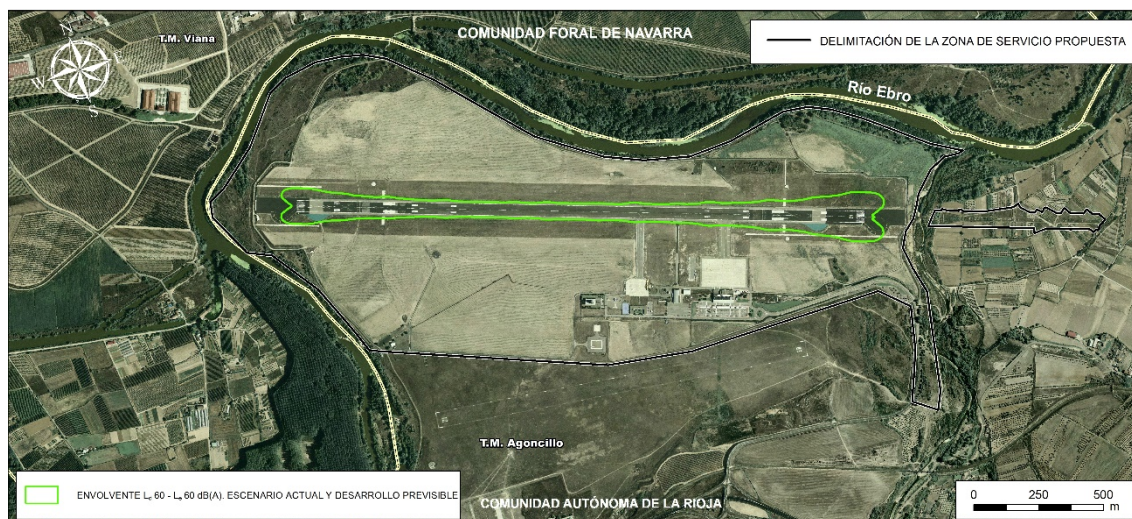 T.M. Viana
COMUNIDAD FORAL DE NAVARRA
DELIMITACIÓN DE LA ZONA DE SERVICIO PROPUESTA
N
E
S
W
Río Ebro
T.M. Agoncillo
ENVOLVENTE Le 60 - Ld 60 dB(A). ESCENARIO ACTUAL Y DESARROLLO PREVISIBLE
COMUNIDAD AUTÓNOMA DE LA RIOJA
0 250 500
m